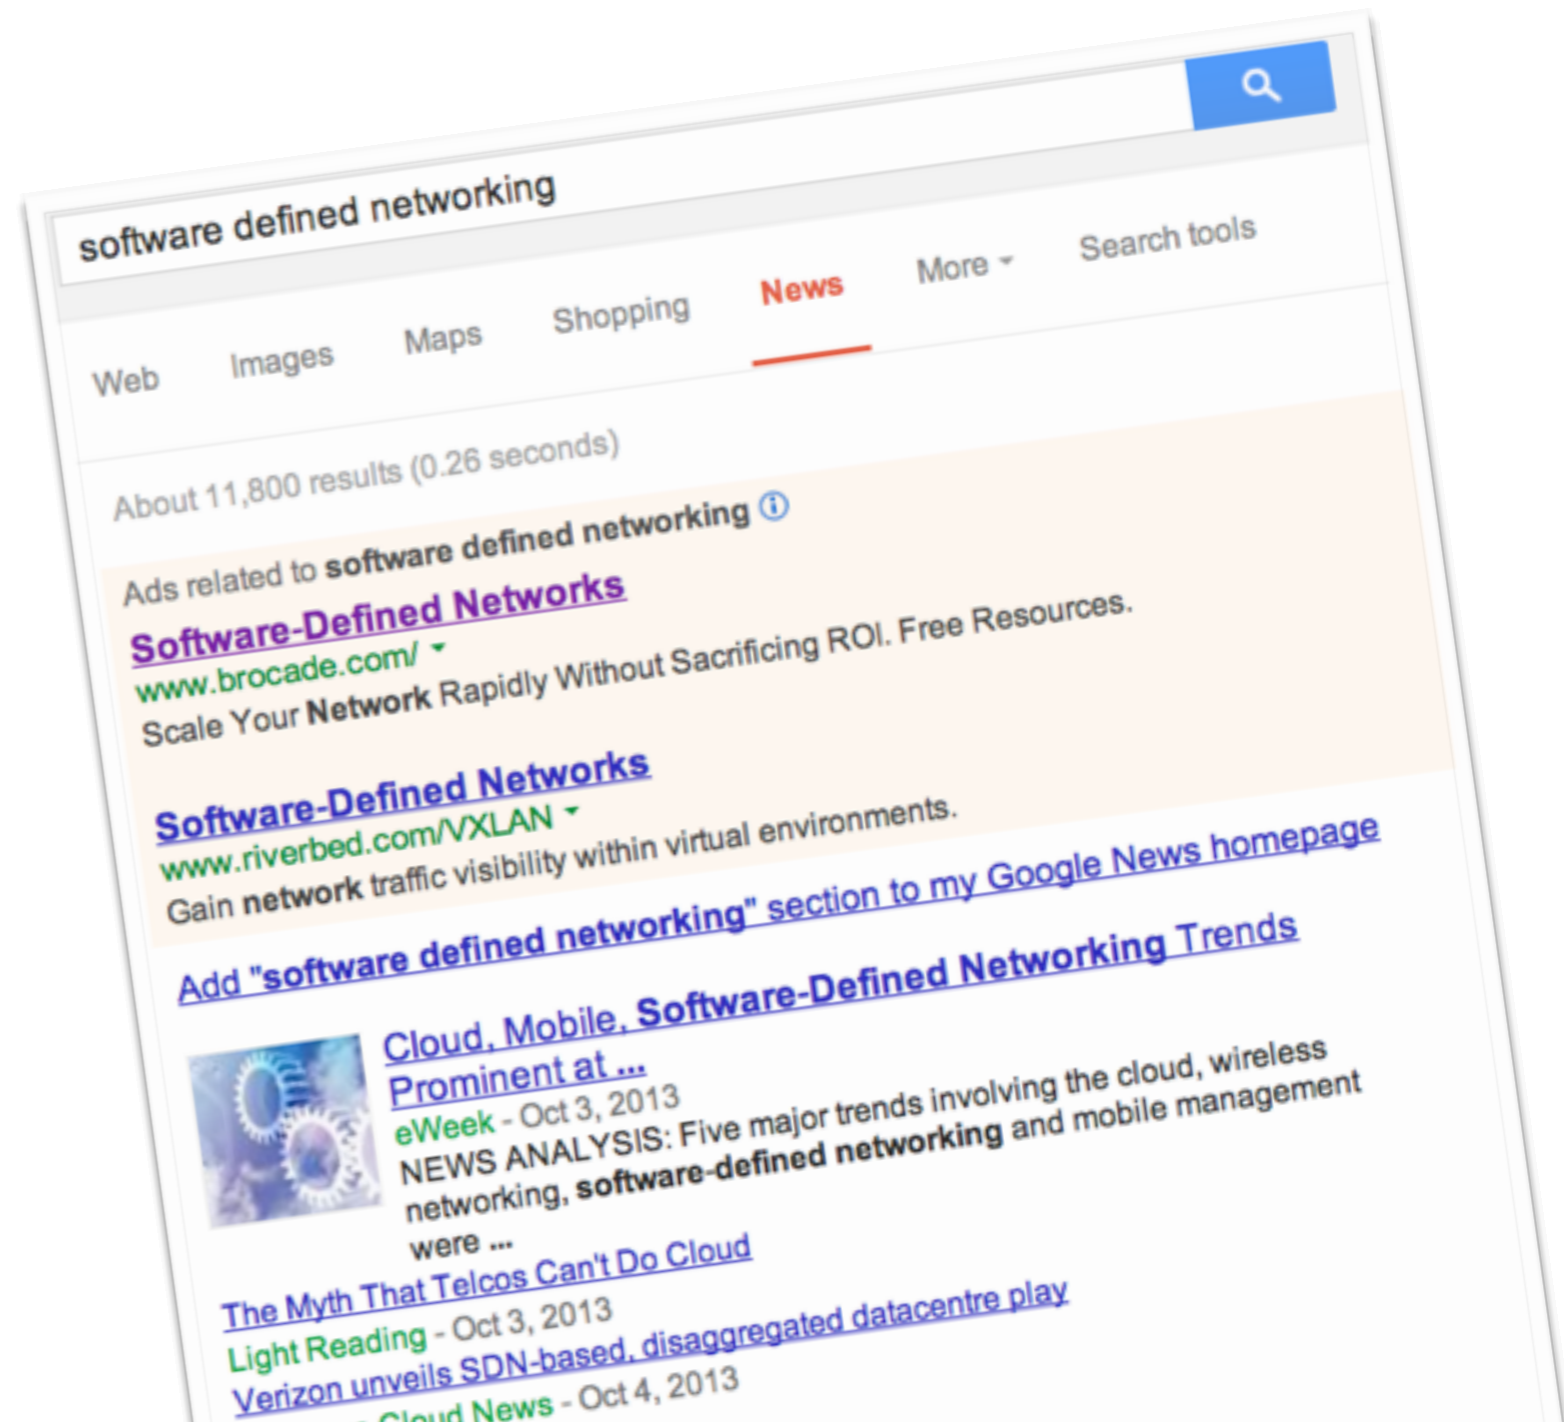 software defined networking
Web Images Maps Shopping News More Search tools
About 11,800 results (0.26 seconds)
Ads related to software defined networking
Software-Defined Networks
www.brocade.com/
Scale Your Network Rapidly Without Sacrificing ROI. Free Resources.
Software-Defined Networks
www.riverbed.com/VXLAN
Gain network traffic visibility within virtual environments.
Add "software defined networking" section to my Google News homepage
Cloud, Mobile, Software-Defined Networking Trends
Prominent at ...
eWeek - Oct 3, 2013
NEWS ANALYSIS: Five major trends involving the cloud, wireless
networking, software-defined networking and mobile management
were ...
The Myth That Telcos Can't Do Cloud
Light Reading - Oct 3, 2013
Verizon unveils SDN-based, disaggregated datacentre play
Cloud News - Oct 4, 2013